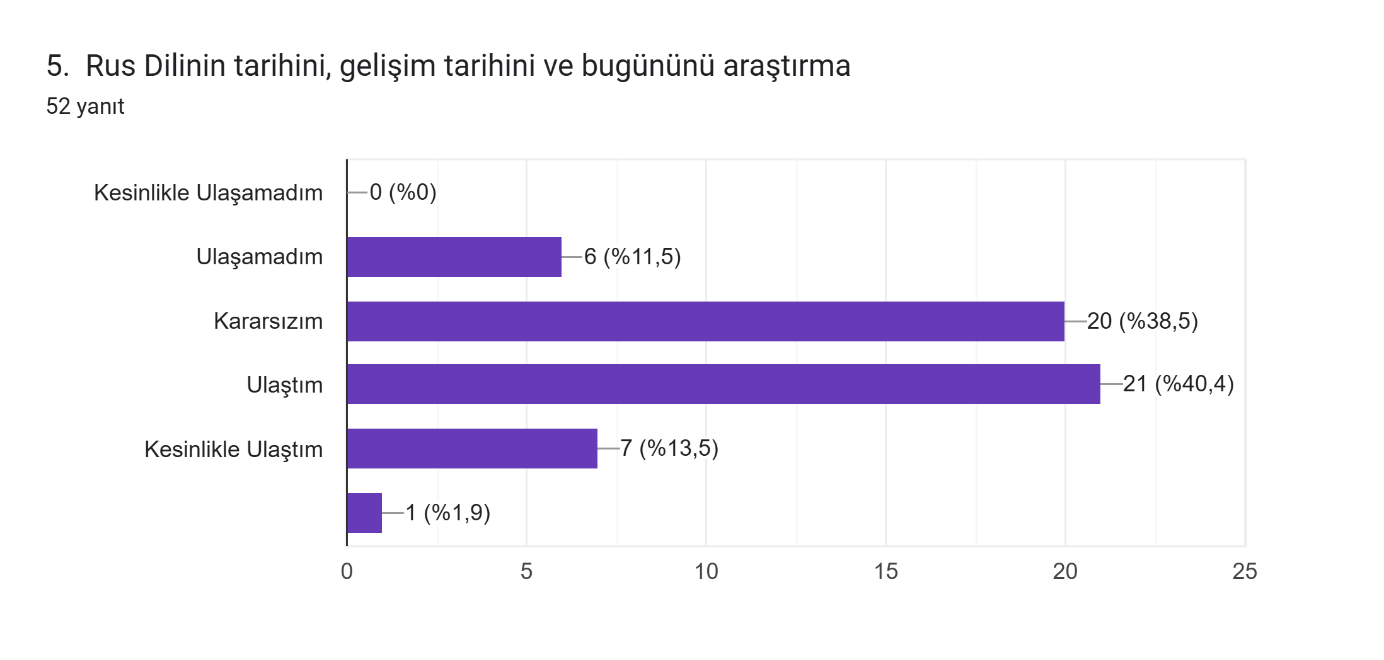 5. Rus Dilinin tarihini, gelişim tarihini ve bugününü araştırma
52 yanıt
Kesinlikle Ulaşamadım 0 (%0)
Ulaşamadım 6 (%11,5)
Kararsızım 20 (%38,5)
Ulaştım 21 (%40,4)
Kesinlikle Ulaştım 7 (%13,5)
1 (%1,9)
0 5 10 15 20 25